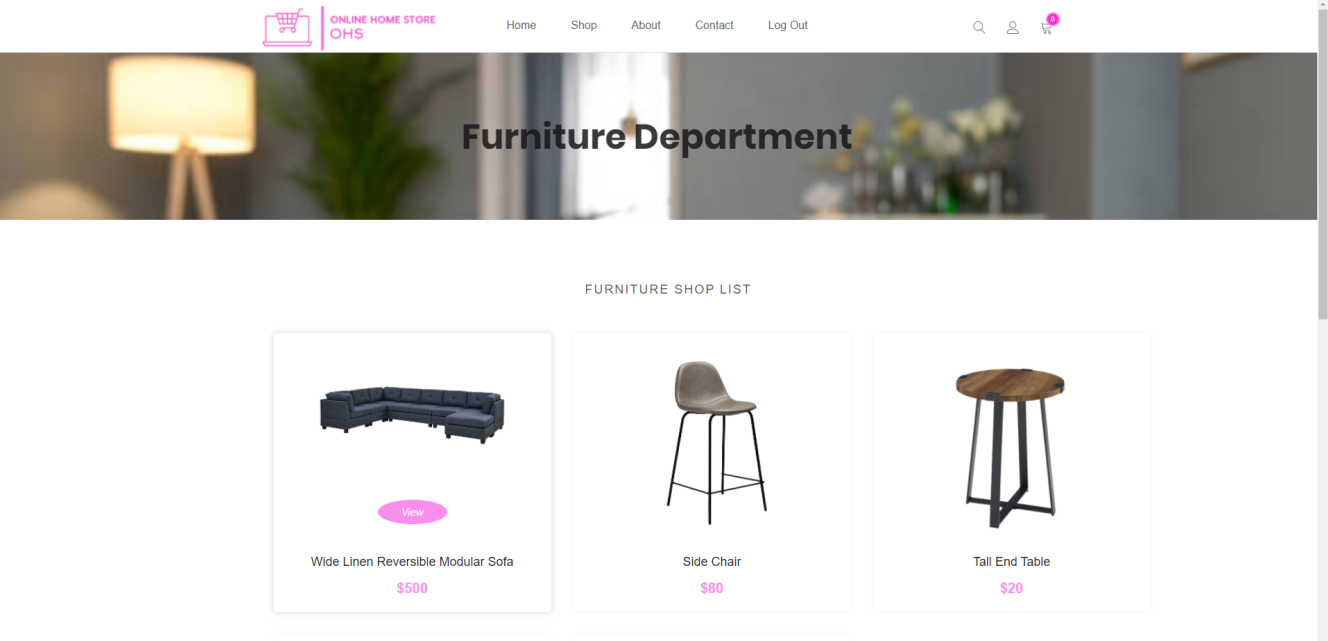 ONLINE HOME STORE
OHS
Home
Shop
About
Contact
Log Out
0
Furniture Department
FURNITURE SHOP LIST
View
Wide Linen Reversible Modular Sofa
$500
Side Chair
$80
Tall End Table
$20